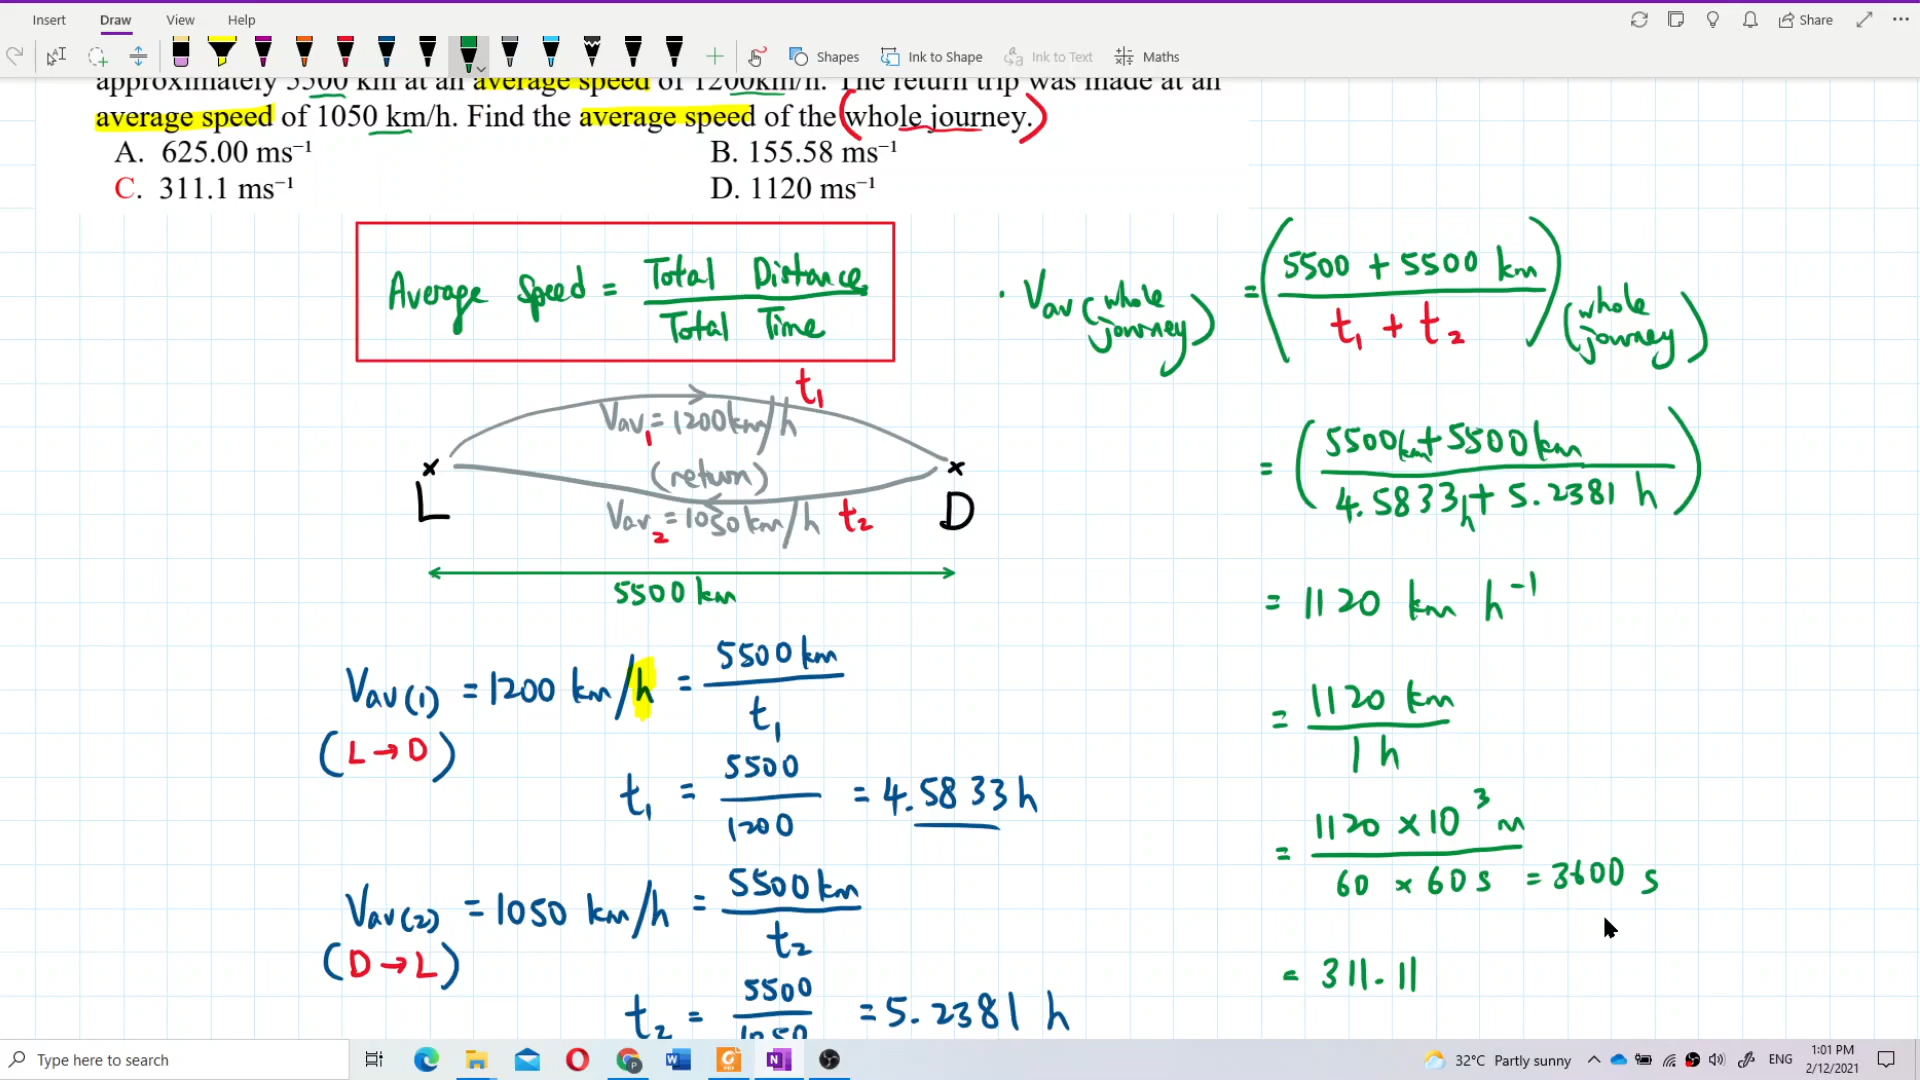 Insert Draw View Help
Share
Shapes Ink to Shape Ink to Text Maths
approximately 5500 km at an average speed of 1200km/h. The return trip was made at an
average speed of 1050 km/h. Find the average speed of the whole journey.
A. 625.00 ms⁻¹ B. 155.58 ms⁻¹
C. 311.1 ms⁻¹ D. 1120 ms⁻¹
Average Speed = Total Distance / Total Time
t₁
Vav₁ = 1200km/h
(return)
Vav₂ = 1050km/h t₂
x x
L D
5500 km
Vav(1) = 1200 km/h = 5500 km / t₁
(L → D)
t₁ = 5500 / 1200 = 4.5833 h
Vav(2) = 1050 km/h = 5500 km / t₂
(D → L)
t₂ = 5500 / 1050 = 5.2381 h
. Vav (whole journey) = (5500 + 5500 km / t₁ + t₂) (whole journey)
= (5500km + 5500 km / 4.5833h + 5.2381 h)
= 1120 km h⁻¹
= 1120 km / 1 h
= 1120 × 10³ m / 60 × 60 s = 3600 s
= 311.11
Type here to search
32°C Partly sunny ENG 1:01 PM
2/12/2021